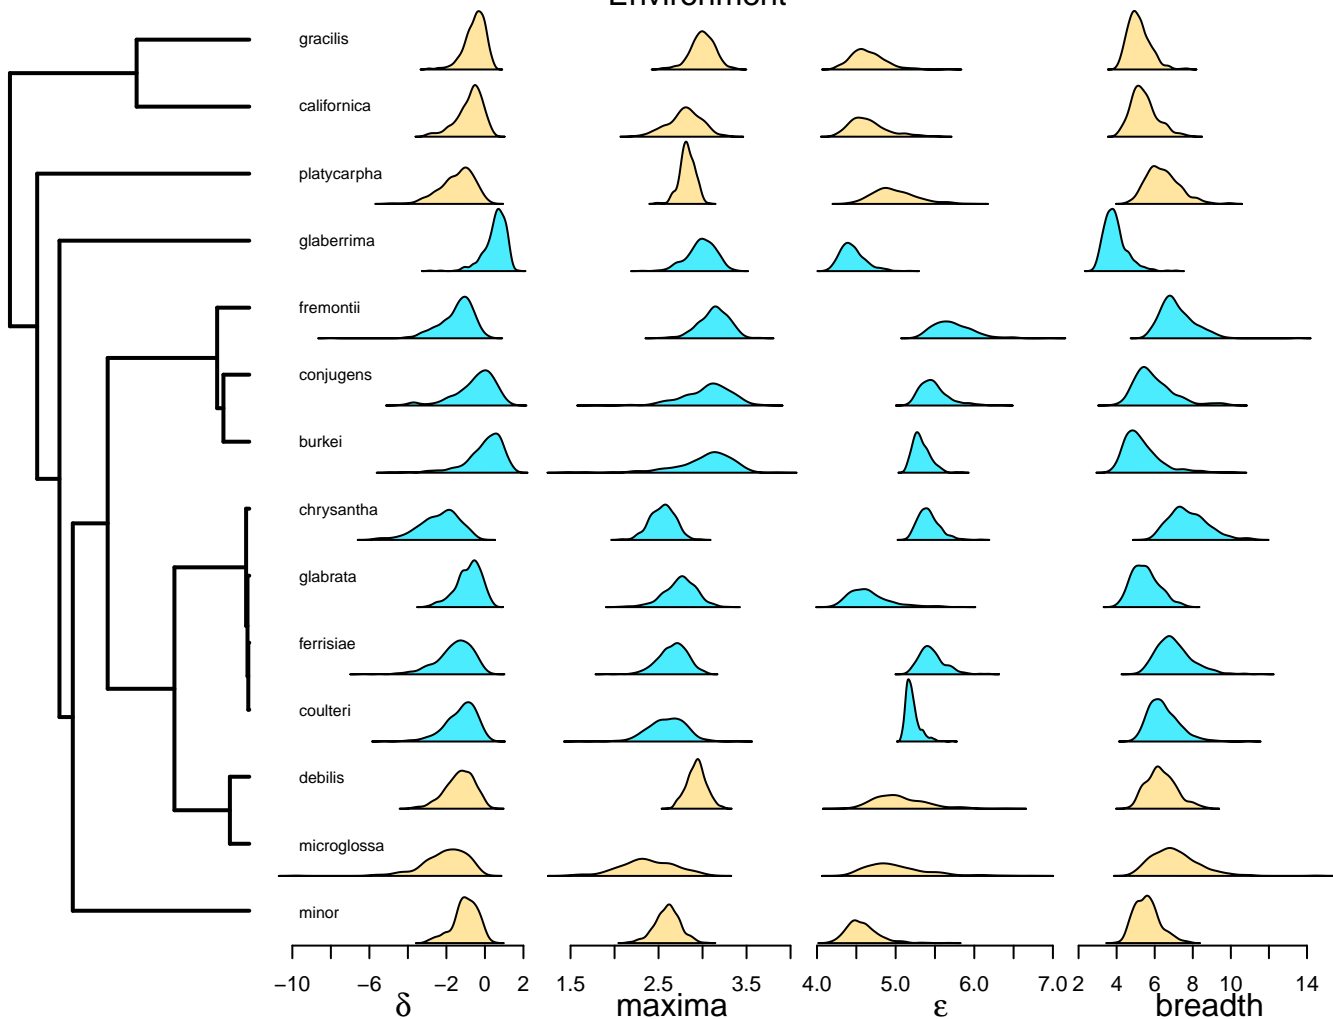 Environment
gracilis
californica
platycarpha
glaberrima
fremontii
conjugens
burkei
chrysantha
glabrata
ferrisiae
coulteri
debilis
microglossa
minor
−10 −6 −2 0 2 1.5 2.5 3.5 4.0 5.0 7.0 2 4 6 8 10 14
δ maxima ε breadth